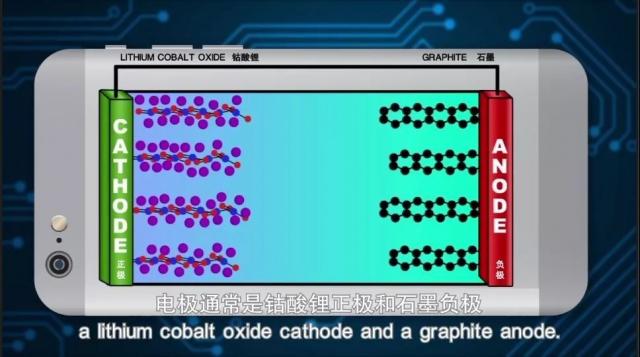 LITHIUM COBALT OXIDE 钴酸锂
GRAPHITE 石墨
CATHODE
正极
ANODE
负极
电极通常是钴酸锂正极和石墨负极
a lithium cobalt oxide cathode and a graphite anode.